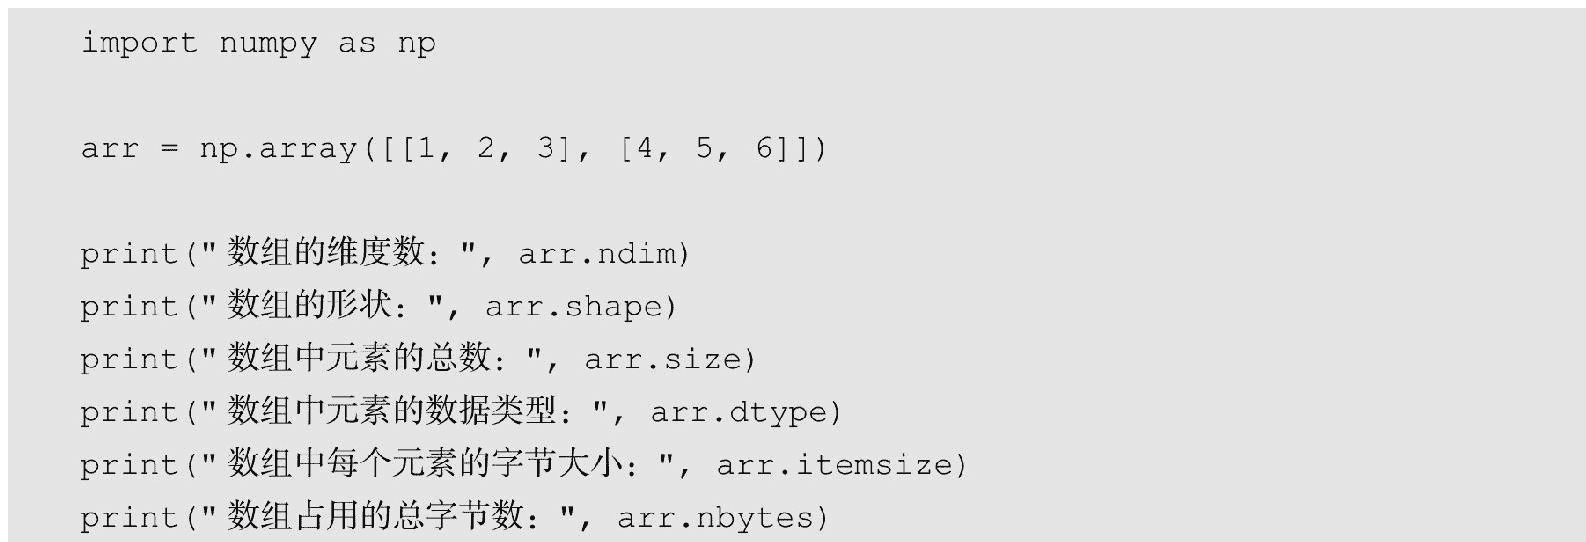 import numpy as np
arr = np.array([[1, 2, 3], [4, 5, 6]])
print("数组的维度数：", arr.ndim)
print("数组的形状：", arr.shape)
print("数组中元素的总数：", arr.size)
print("数组中元素的数据类型：", arr.dtype)
print("数组中每个元素的字节大小：", arr.itemsize)
print("数组占用的总字节数：", arr.nbytes)